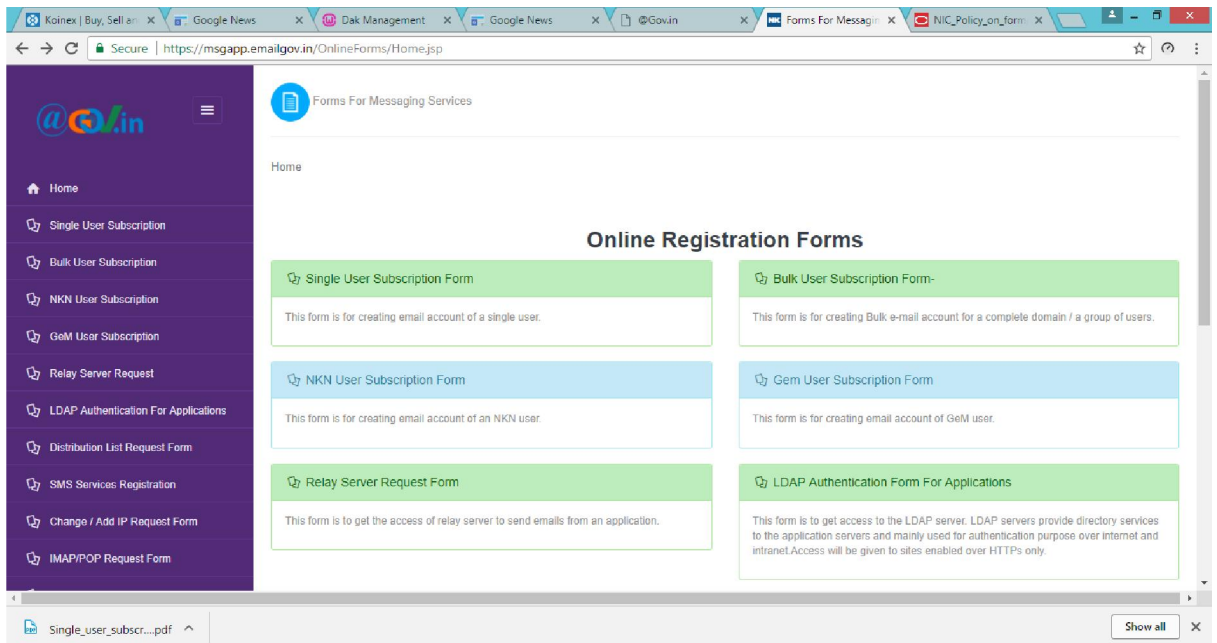 Koinex | Buy, Sell an
Google News
Dak Management
Google News
@Gov.in
Forms For Messagin
NIC_Policy_on_form
Secure | https://msgapp.emailgov.in/OnlineForms/Home.jsp
@GOV.in
Forms For Messaging Services
Home
Home
Single User Subscription
Bulk User Subscription
NKN User Subscription
GeM User Subscription
Relay Server Request
LDAP Authentication For Applications
Distribution List Request Form
SMS Services Registration
Change / Add IP Request Form
IMAP/POP Request Form
Online Registration Forms
Single User Subscription Form
This form is for creating email account of a single user.
Bulk User Subscription Form-
This form is for creating Bulk e-mail account for a complete domain / a group of users.
NKN User Subscription Form
This form is for creating email account of an NKN user.
Gem User Subscription Form
This form is for creating email account of GeM user.
Relay Server Request Form
This form is to get the access of relay server to send emails from an application.
LDAP Authentication Form For Applications
This form is to get access to the LDAP server. LDAP servers provide directory services
to the application servers and mainly used for authentication purpose over internet and
intranet.Access will be given to sites enabled over HTTPs only.
Single_user_subscr....pdf
Show all